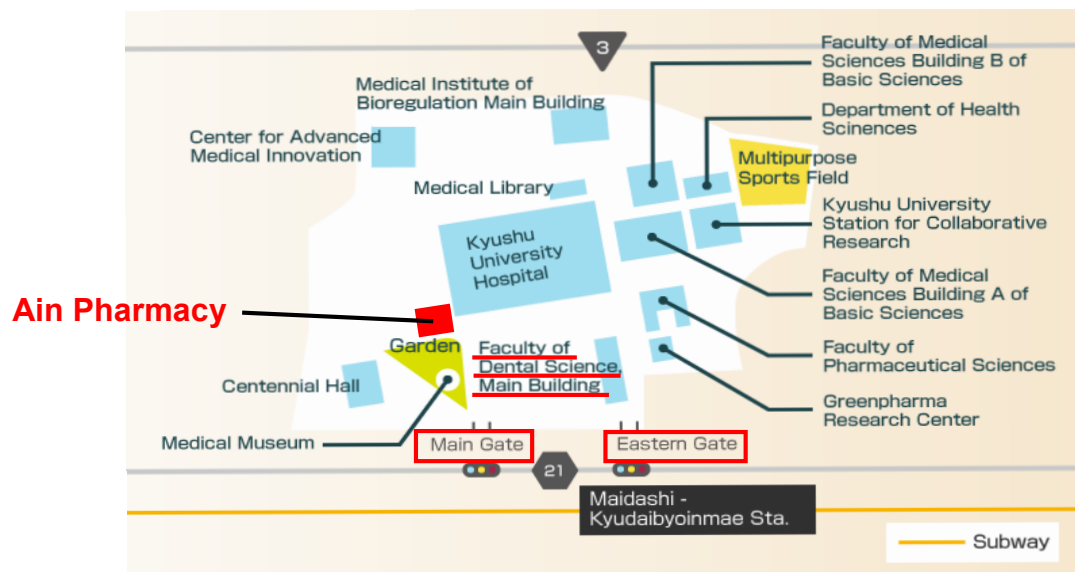 3
Faculty of Medical
Sciences Building B of
Basic Sciences
Medical Institute of
Bioregulation Main Building
Department of Health
Scinences
Center for Advanced
Medical Innovation
Multipurpose
Sports Field
Medical Library
Kyushu University
Station for Collaborative
Research
Kyushu
University
Hospital
Faculty of Medical
Sciences Building A of
Basic Sciences
Ain Pharmacy
Garden
Faculty of
Dental Science,
Main Building
Faculty of
Pharmaceutical Sciences
Centennial Hall
Greenpharma
Research Center
Medical Museum
Main Gate
Eastern Gate
21
Maidashi -
Kyudaibyoinmae Sta.
Subway